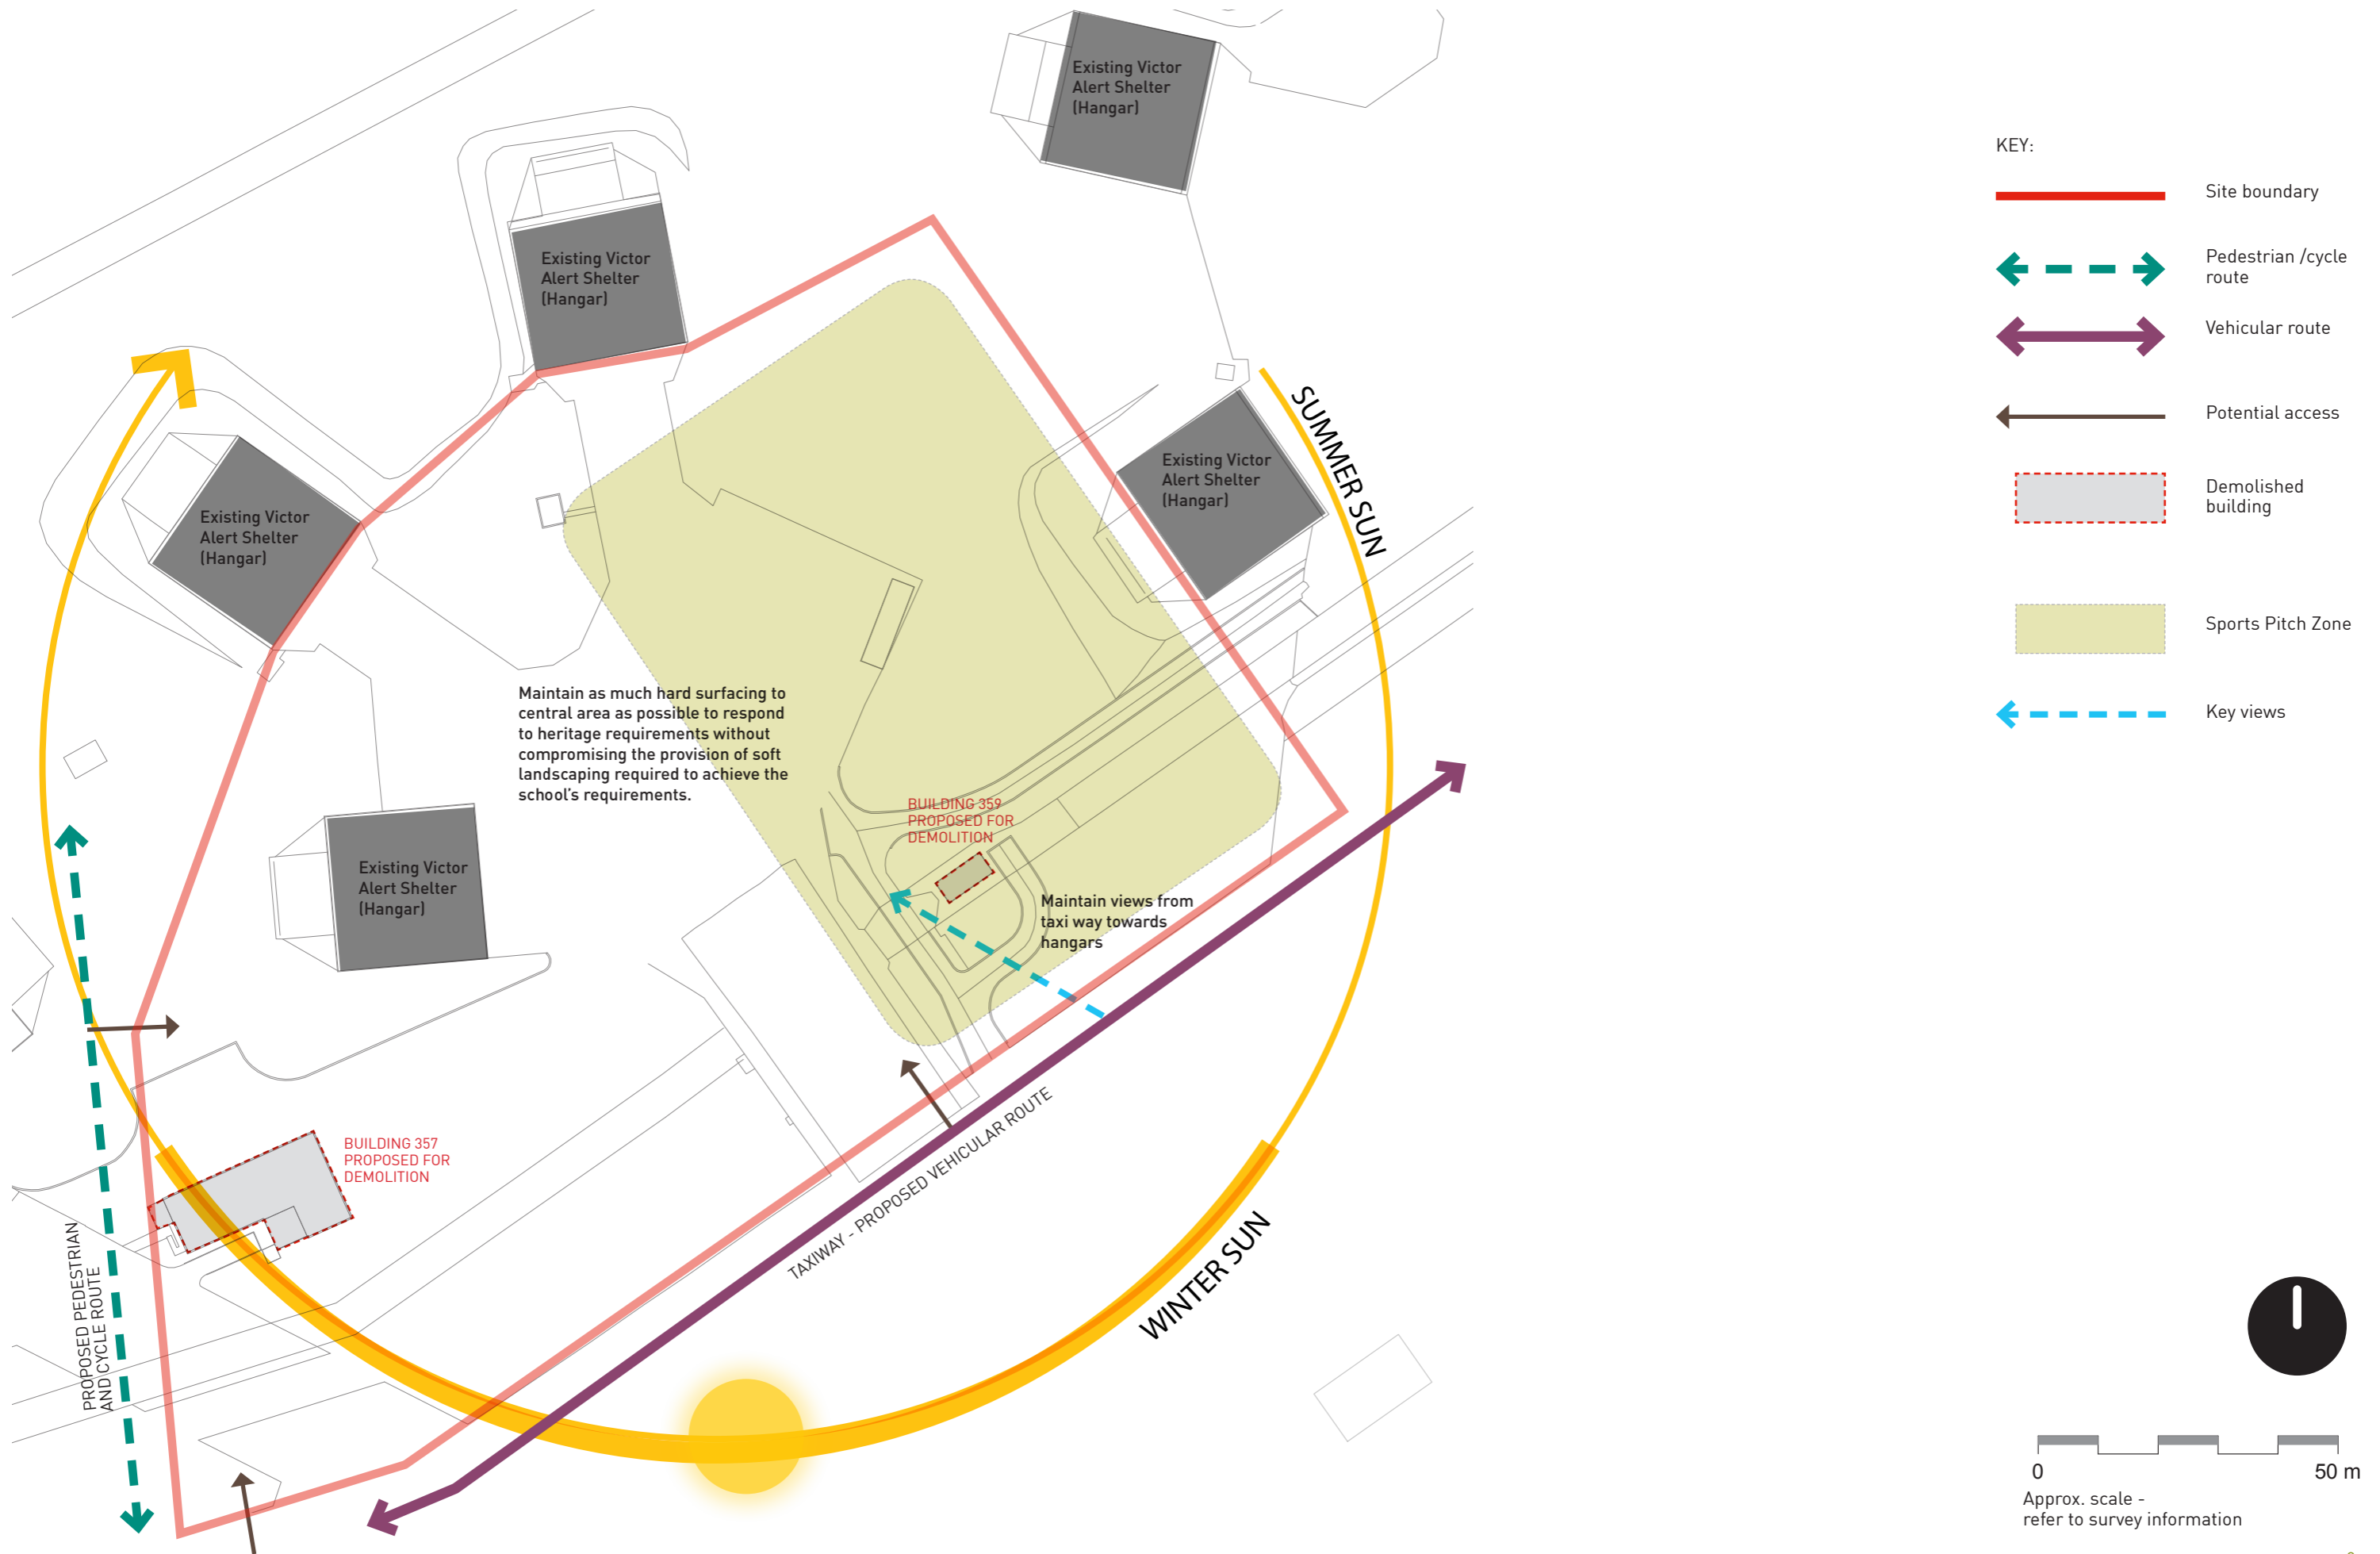 Existing Victor
Alert Shelter
(Hangar)
Existing Victor
Alert Shelter
(Hangar)
Existing Victor
Alert Shelter
(Hangar)
Existing Victor
Alert Shelter
(Hangar)
SUMMER SUN
Maintain as much hard surfacing to
central area as possible to respond
to heritage requirements without
compromising the provision of soft
landscaping required to achieve the
school's requirements.
BUILDING 359
PROPOSED FOR
DEMOLITION
Existing Victor
Alert Shelter
(Hangar)
Maintain views from
taxi way towards
hangars
BUILDING 357
PROPOSED FOR
DEMOLITION
TAXIWAY - PROPOSED VEHICULAR ROUTE
WINTER SUN
PROPOSED PEDESTRIAN
AND CYCLE ROUTE
KEY:
Site boundary
Pedestrian /cycle
route
Vehicular route
Potential access
Demolished
building
Sports Pitch Zone
Key views
0 50 m
Approx. scale -
refer to survey information